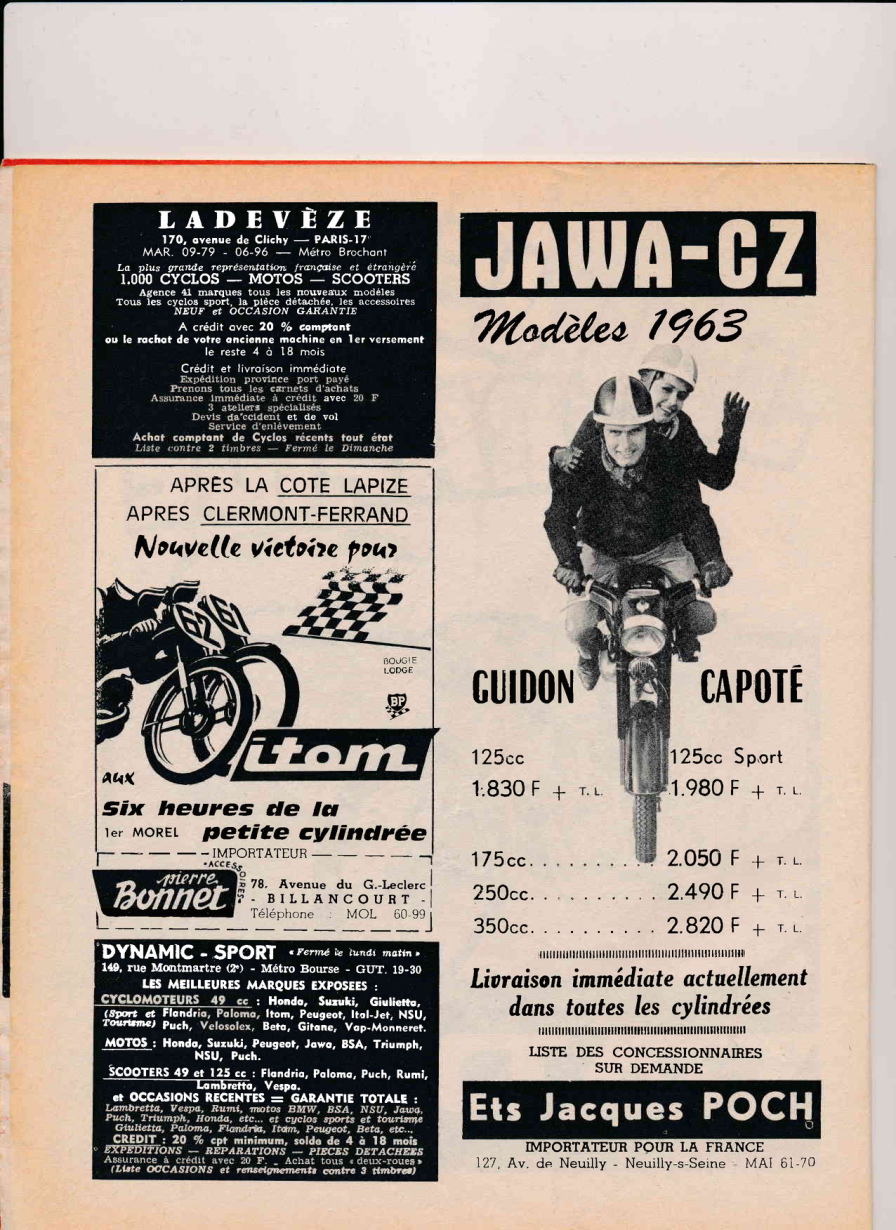 LADEVÈZE
170, avenue de Clichy — PARIS-17
MAR. 09-79 - 06-96 — Métro Brochant
La plus grande représentation française et étrangère
1.000 CYCLOS — MOTOS — SCOOTERS
Agence 41 marques tous les nouveaux modèles
Tous les cyclos sport, la pièce détachée, les accessoires
NEUF et OCCASION GARANTIE
A crédit avec 20 % comptant
ou le rachat de votre ancienne machine en 1er versement
le reste 4 à 18 mois
Crédit et livraison immédiate
Expédition province port payé
Prenons tous les carnets d'achats
Assurance immédiate à crédit avec 20 F
3 ateliers spécialisés
Devis da'ccident et de vol
Service d'enlèvement
Achat comptant de Cyclos récents tout état
Liste contre 2 timbres — Fermé le Dimanche
APRÈS LA COTE LAPIZE
APRES CLERMONT-FERRAND
Nouvelle victoire pour
62 61
BOUGIE
LODGE
BP
itom
aux
Six heures de la
1er MOREL petite cylindrée
IMPORTATEUR
ACCESSOIRES
pierre
Bonnet
78. Avenue du G.-Leclerc
- BILLANCOURT -
Téléphone : MOL 60-99
DYNAMIC - SPORT « Fermé le lundi matin »
149, rue Montmartre (2e) - Métro Bourse - GUT. 19-30
LES MEILLEURES MARQUES EXPOSEES :
CYCLOMOTEURS 49 cc : Honda, Suzuki, Giulietta,
(Sport et Flandria, Paloma, Itom, Peugeot, Ital-Jet, NSU,
Tourisme) Puch, Velosolex, Beta, Gitane, Vap-Monneret.
MOTOS : Honda, Suzuki, Peugeot, Jawa, BSA, Triumph,
NSU, Puch.
SCOOTERS 49 et 125 cc : Flandria, Paloma, Puch, Rumi,
Lambretta, Vespa.
et OCCASIONS RECENTES = GARANTIE TOTALE :
Lambretta, Vespa, Rumi, motos BMW, BSA, NSU, Jawa,
Puch, Triumph, Honda, etc... et cyclos sports et tourisme
Giulietta, Paloma, Flandria, Itom, Peugeot, Beta, etc...
CREDIT : 20 % cpt minimum, solde de 4 à 18 mois
EXPEDITIONS — REPARATIONS — PIECES DETACHEES
Assurance à crédit avec 20 F. - Achat tous « deux-roues »
(Liste OCCASIONS et renseignements contre 3 timbres)
JAWA-CZ
Modèles 1963
GUIDON CAPOTÉ
125cc 125cc Sport
1.830 F + T. L. 1.980 F + T. L.
175cc. . . . . . . . . . 2.050 F + T. L.
250cc. . . . . . . . . . 2.490 F + T. L.
350cc. . . . . . . . . . 2.820 F + T. L.
Livraison immédiate actuellement
dans toutes les cylindrées
LISTE DES CONCESSIONNAIRES
SUR DEMANDE
Ets Jacques POCH
IMPORTATEUR POUR LA FRANCE
127, Av. de Neuilly - Neuilly-s-Seine - MAI 61-70